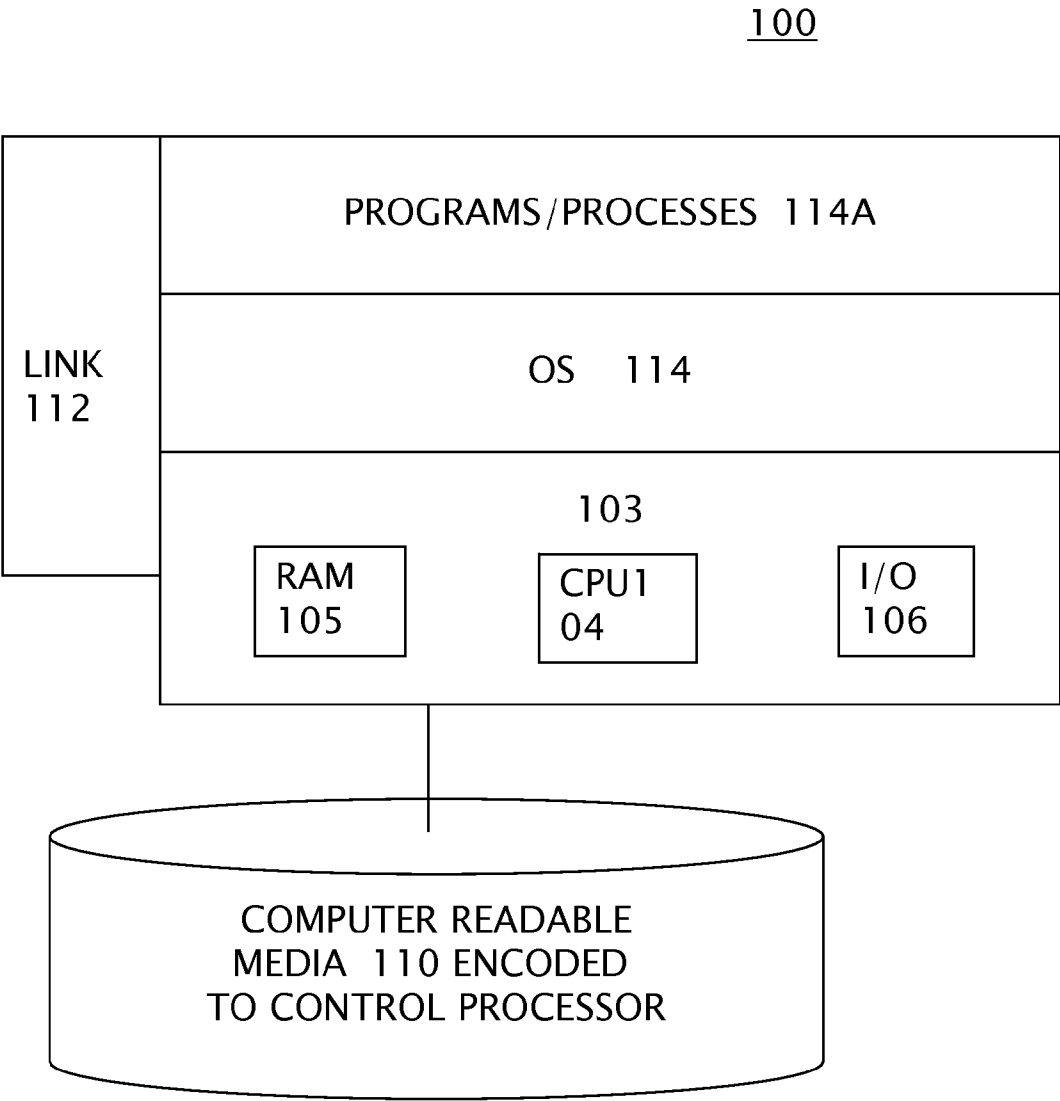 100
PROGRAMS/PROCESSES 114A
LINK
112
OS 114
103
RAM
105
CPU1
04
I/O
106
COMPUTER READABLE
MEDIA 110 ENCODED
TO CONTROL PROCESSOR